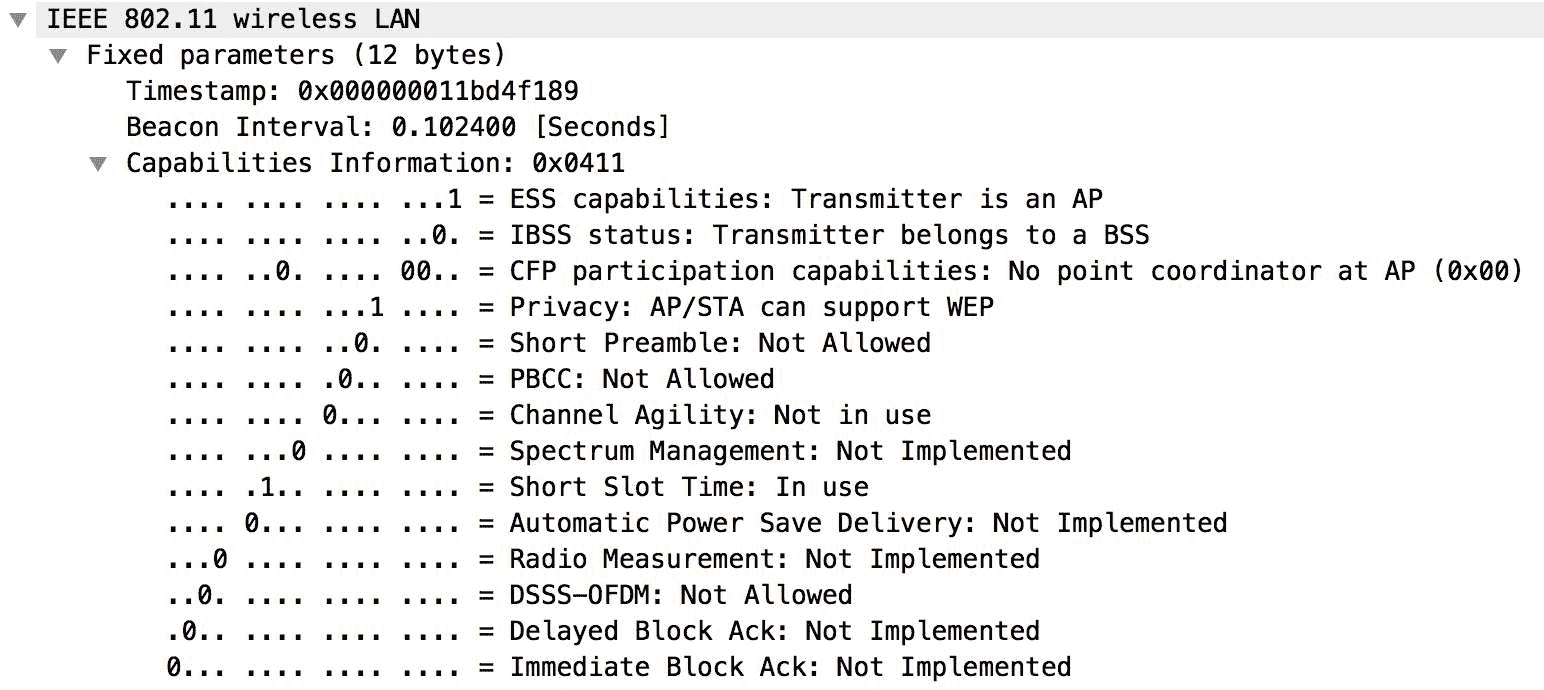 IEEE 802.11 wireless LAN
Fixed parameters (12 bytes)
Timestamp: 0x000000011bd4f189
Beacon Interval: 0.102400 [Seconds]
Capabilities Information: 0x0411
.... .... .... ...1 = ESS capabilities: Transmitter is an AP
.... .... .... ..0. = IBSS status: Transmitter belongs to a BSS
.... ..0. .... 00.. = CFP participation capabilities: No point coordinator at AP (0x00)
.... .... ...1 .... = Privacy: AP/STA can support WEP
.... .... ..0. .... = Short Preamble: Not Allowed
.... .... .0.. .... = PBCC: Not Allowed
.... .... 0... .... = Channel Agility: Not in use
.... ...0 .... .... = Spectrum Management: Not Implemented
.... .1.. .... .... = Short Slot Time: In use
.... 0... .... .... = Automatic Power Save Delivery: Not Implemented
...0 .... .... .... = Radio Measurement: Not Implemented
..0. .... .... .... = DSSS-OFDM: Not Allowed
.0.. .... .... .... = Delayed Block Ack: Not Implemented
0... .... .... .... = Immediate Block Ack: Not Implemented